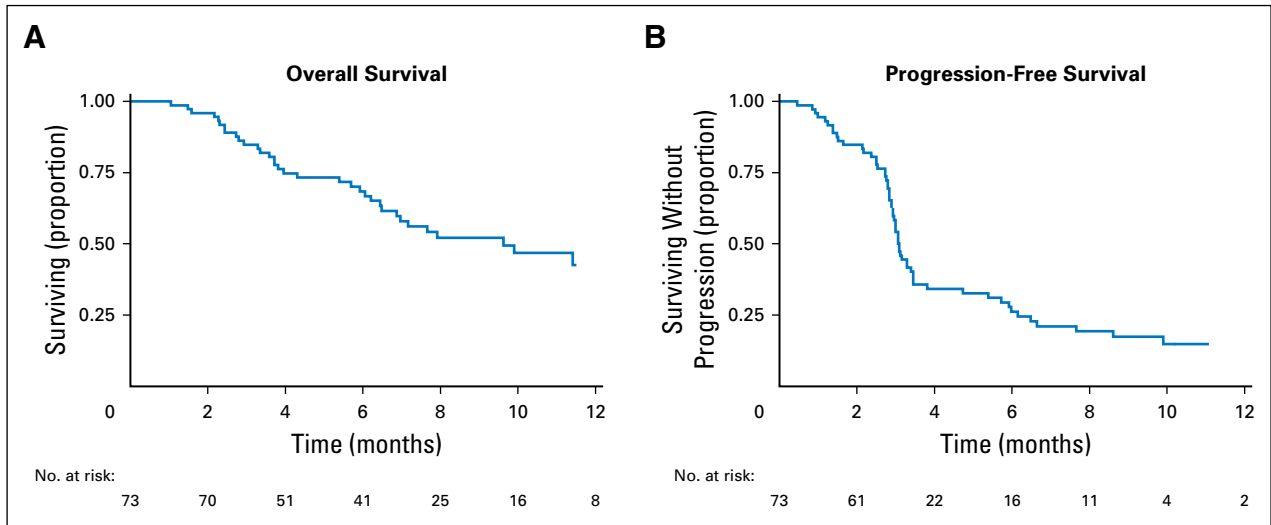 A
Overall Survival
Surviving (proportion)
1.00
0.75
0.50
0.25
0 2 4 6 8 10 12
Time (months)
No. at risk:
73 70 51 41 25 16 8
B
Progression-Free Survival
Surviving Without
Progression (proportion)
1.00
0.75
0.50
0.25
0 2 4 6 8 10 12
Time (months)
No. at risk:
73 61 22 16 11 4 2